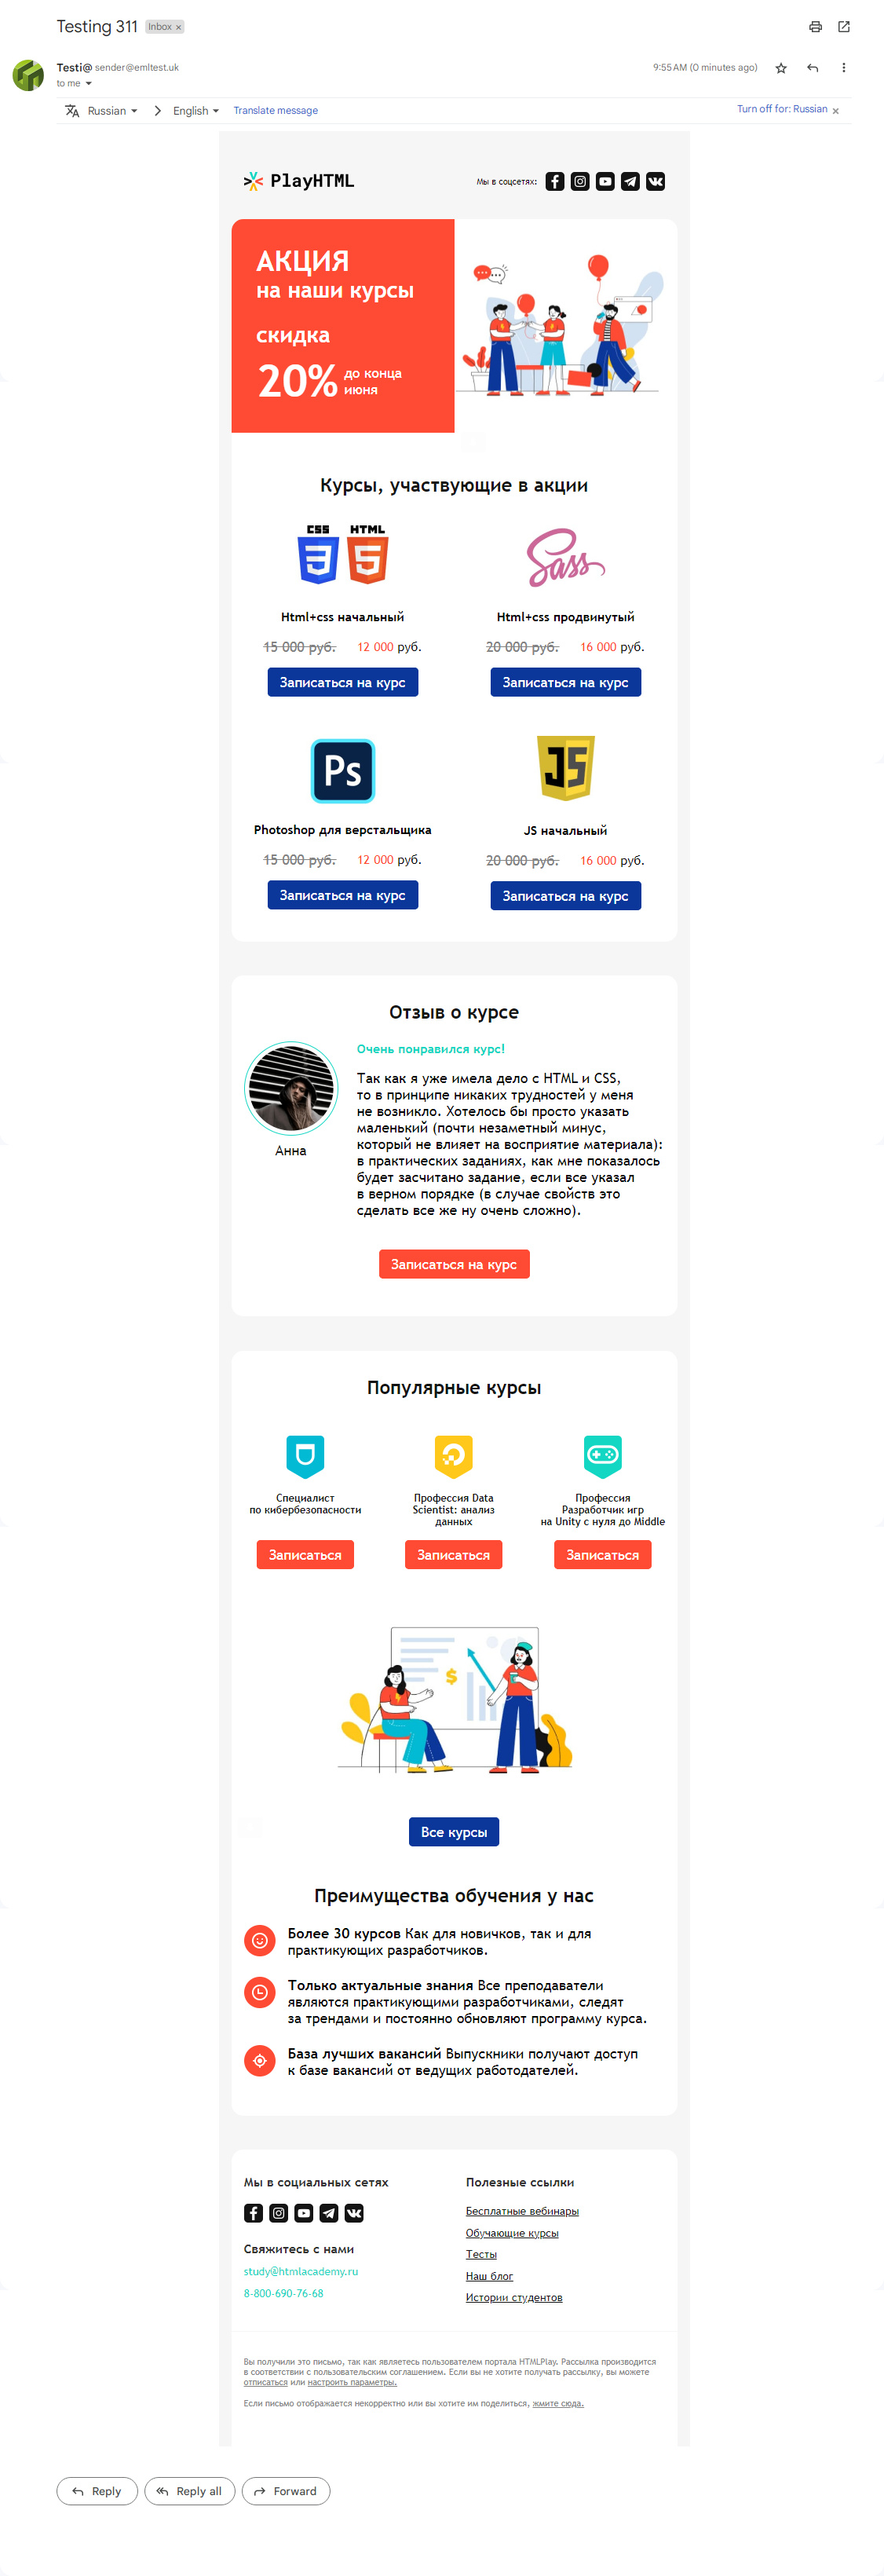 Testing 311 Inbox ×
Testi@ sender@emltest.uk 9:55 AM (0 minutes ago)
to me
Russian English Translate message Turn off for: Russian ×
PlayHTML
Мы в соцсетях:
АКЦИЯ
на наши курсы
скидка
20% до конца
июня
Курсы, участвующие в акции
CSS HTML
3 5
Sass
Html+css начальный
15 000 руб. 12 000 руб.
Записаться на курс
Html+css продвинутый
20 000 руб. 16 000 руб.
Записаться на курс
Ps
JS
Photoshop для верстальщика
15 000 руб. 12 000 руб.
Записаться на курс
JS начальный
20 000 руб. 16 000 руб.
Записаться на курс
Отзыв о курсе
Анна
Очень понравился курс!
Так как я уже имела дело с HTML и CSS,
то в принципе никаких трудностей у меня
не возникло. Хотелось бы просто указать
маленький (почти незаметный минус,
который не влияет на восприятие материала):
в практических заданиях, как мне показалось
будет засчитано задание, если все указал
в верном порядке (в случае свойств это
сделать все же ну очень сложно).
Записаться на курс
Популярные курсы
Специалист
по кибербезопасности
Записаться
Профессия Data
Scientist: анализ
данных
Записаться
Профессия
Разработчик игр
на Unity с нуля до Middle
Записаться
$
Все курсы
Преимущества обучения у нас
Более 30 курсов Как для новичков, так и для
практикующих разработчиков.
Только актуальные знания Все преподаватели
являются практикующими разработчиками, следят
за трендами и постоянно обновляют программу курса.
База лучших вакансий Выпускники получают доступ
к базе вакансий от ведущих работодателей.
Мы в социальных сетях
Свяжитесь с нами
study@htmlacademy.ru
8-800-690-76-68
Полезные ссылки
Бесплатные вебинары
Обучающие курсы
Тесты
Наш блог
Истории студентов
Вы получили это письмо, так как являетесь пользователем портала HTMLPlay. Рассылка производится
в соответствии с пользовательским соглашением. Если вы не хотите получать рассылку, вы можете
отписаться или настроить параметры.
Если письмо отображается некорректно или вы хотите им поделиться, жмите сюда.
Reply Reply all Forward